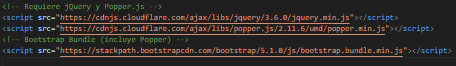 <!-- Requiere jQuery y Popper.js -->
<script src="https://cdnjs.cloudflare.com/ajax/libs/jquery/3.6.0/jquery.min.js"></script>
<script src="https://cdnjs.cloudflare.com/ajax/libs/popper.js/2.11.6/umd/popper.min.js"></script>
<!-- Bootstrap Bundle (incluye Popper) -->
<script src="https://stackpath.bootstrapcdn.com/bootstrap/5.1.0/js/bootstrap.bundle.min.js"></script>